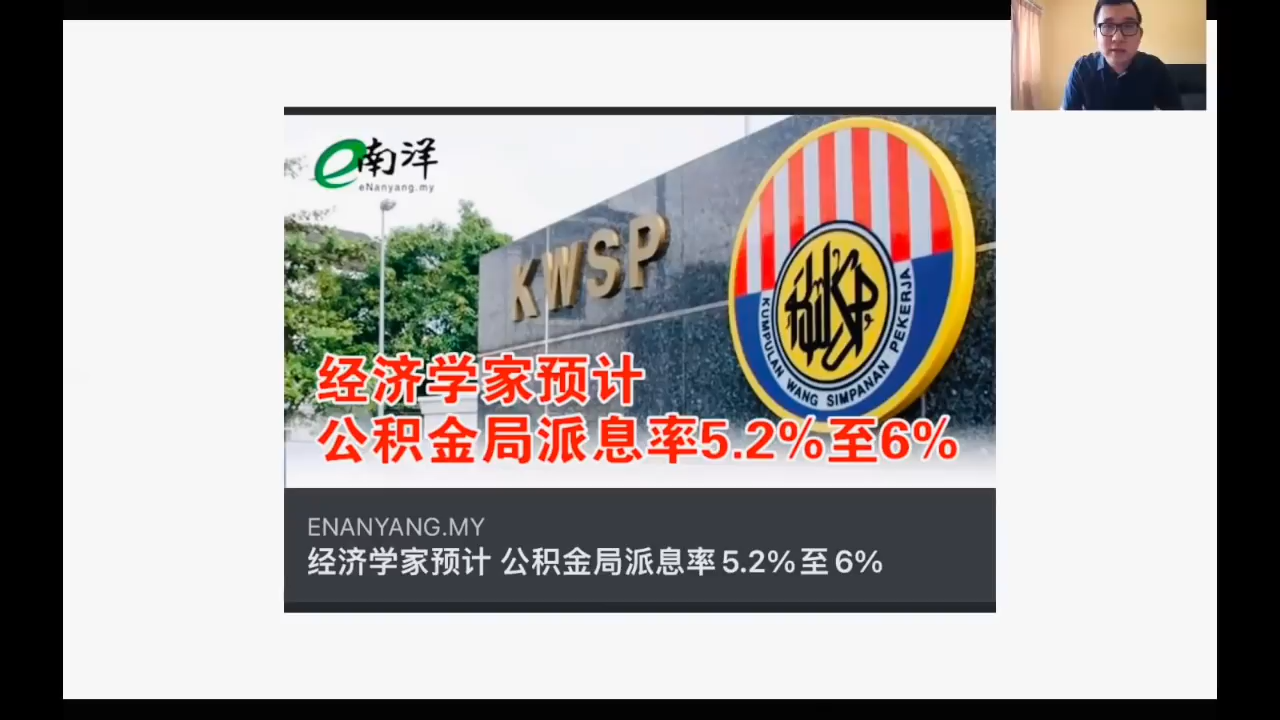 e南洋
eNanyang.my
KWSP
KUMPULAN WANG SIMPANAN PEKERJA
经济学家预计
公积金局派息率5.2%至6%
ENANYANG.MY
经济学家预计 公积金局派息率5.2%至6%